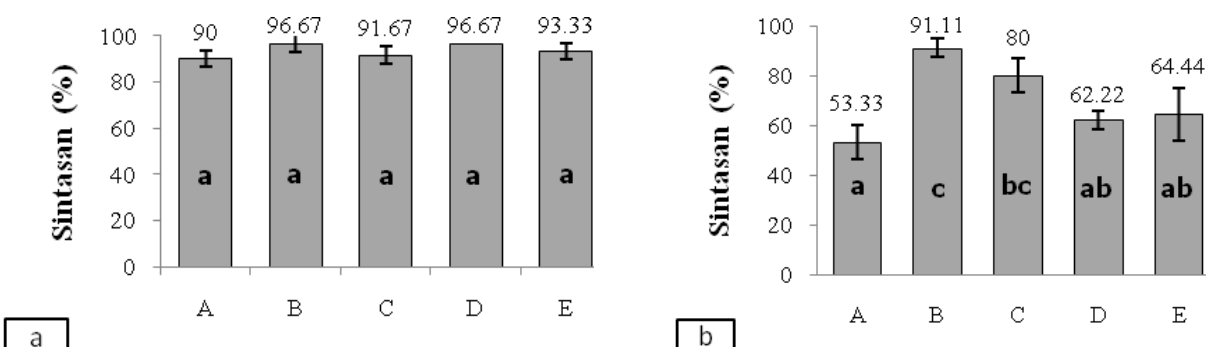 90 96.67 91.67 96.67 93.33
100
80
60
40
20
0
Sintasan (%)
a a a a a
A B C D E
a
53.33 91.11 80 62.22 64.44
100
80
60
40
20
0
Sintasan (%)
a c bc ab ab
A B C D E
b